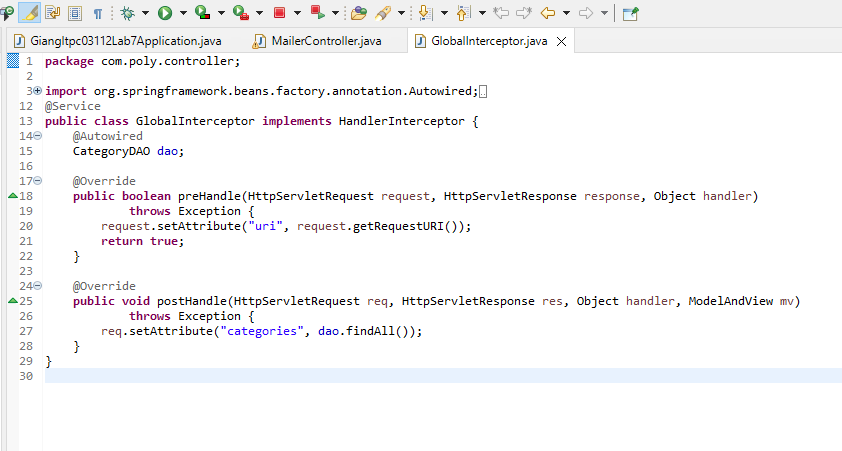 GiangItpc03112Lab7Application.java MailerController.java GlobalInterceptor.java
1 package com.poly.controller;
2
3 import org.springframework.beans.factory.annotation.Autowired;
12 @Service
13 public class GlobalInterceptor implements HandlerInterceptor {
14 @Autowired
15 CategoryDAO dao;
16
17 @Override
18 public boolean preHandle(HttpServletRequest request, HttpServletResponse response, Object handler)
19 throws Exception {
20 request.setAttribute("uri", request.getRequestURI());
21 return true;
22 }
23
24 @Override
25 public void postHandle(HttpServletRequest req, HttpServletResponse res, Object handler, ModelAndView mv)
26 throws Exception {
27 req.setAttribute("categories", dao.findAll());
28 }
29 }
30